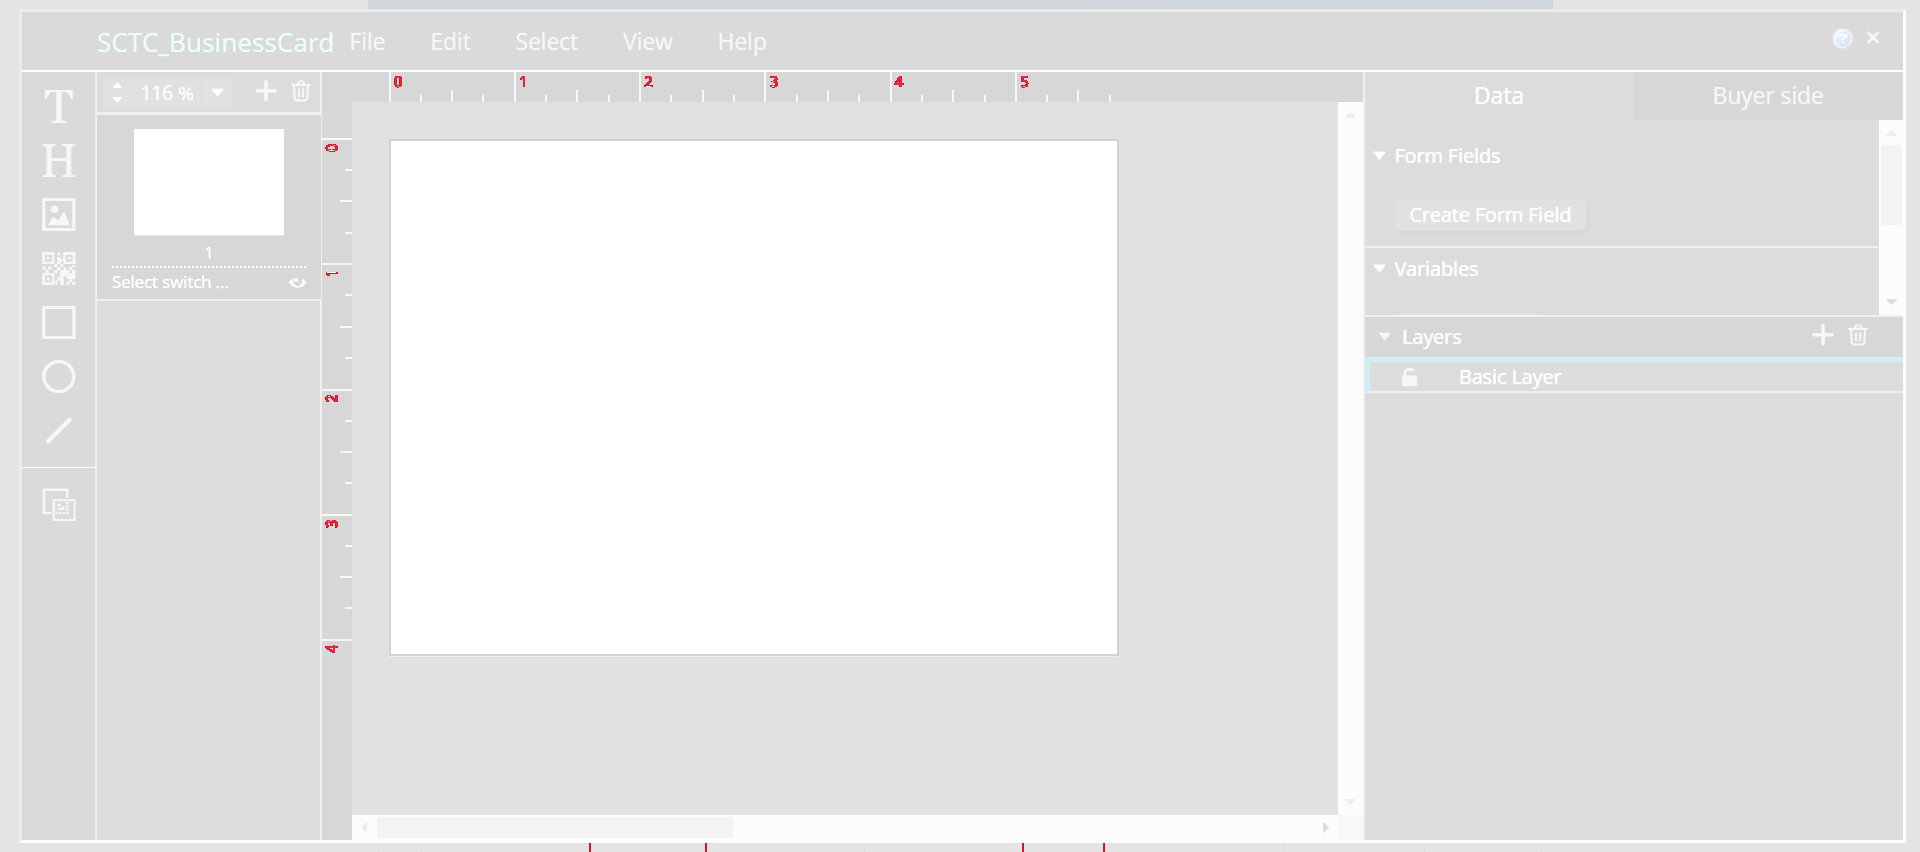 SCTC_BusinessCard File Edit Select View Help
T
H
116 %
1
Select switch ...
0 1 2 3 4 5
0
1
2
3
4
Data Buyer side
Form Fields
Create Form Field
Variables
Layers
Basic Layer